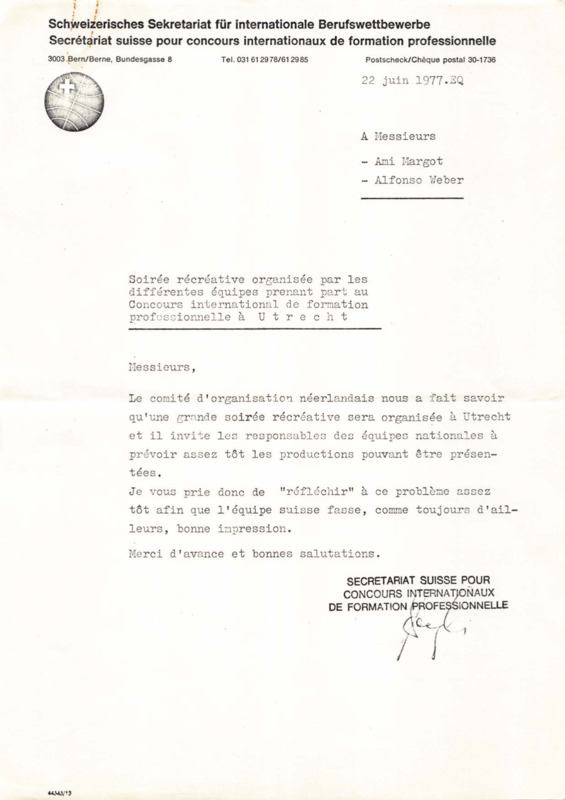 Schweizerisches Sekretariat für internationale Berufswettbewerbe
Secrétariat suisse pour concours internationaux de formation professionnelle
3003 Bern/Berne, Bundesgasse 8 Tel. 031 61 29 78/61 29 85 Postscheck/Chèque postal 30-1736
22 juin 1977.EQ
A Messieurs
- Ami Margot
- Alfonso Weber
Soirée récréative organisée par les
différentes équipes prenant part au
Concours international de formation
professionnelle à U t r e c h t
Messieurs,
Le comité d'organisation néerlandais nous a fait savoir
qu'une grande soirée récréative sera organisée à Utrecht
et il invite les responsables des équipes nationales à
prévoir assez tôt les productions pouvant être présen-
tées.
Je vous prie donc de "réfléchir" à ce problème assez
tôt afin que l'équipe suisse fasse, comme toujours d'ail-
leurs, bonne impression.
Merci d'avance et bonnes salutations.
SECRETARIAT SUISSE POUR
CONCOURS INTERNATIONAUX
DE FORMATION PROFESSIONNELLE